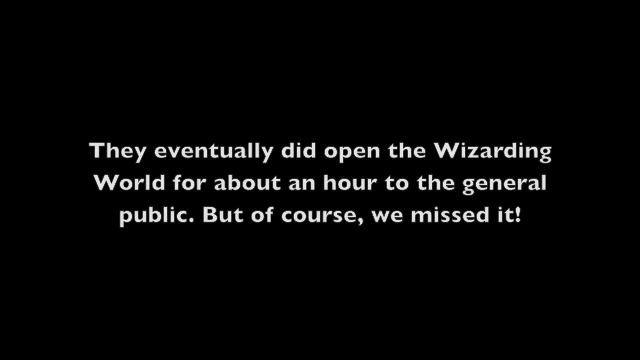 They eventually did open the Wizarding
World for about an hour to the general
public. But of course, we missed it!